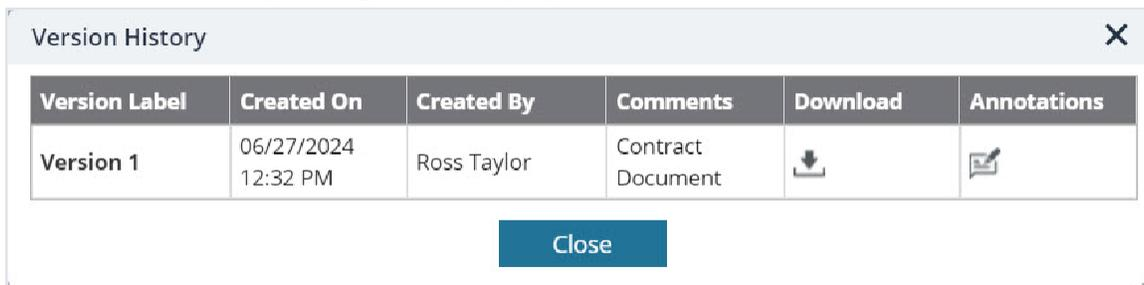 Version History
Version Label Created On Created By Comments Download Annotations
Version 1 06/27/2024 12:32 PM Ross Taylor Contract Document
Close